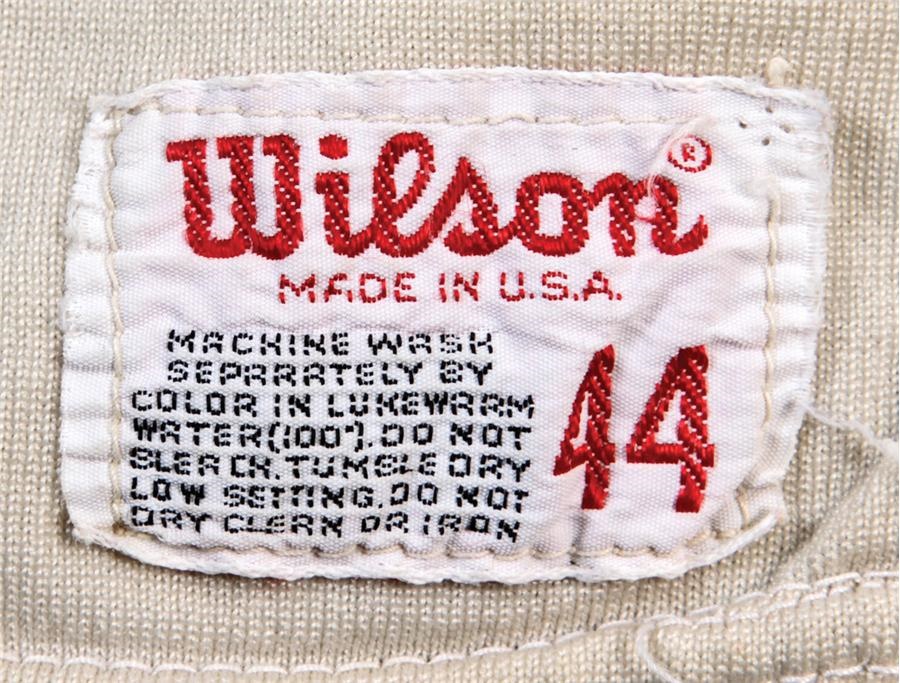 Wilson®
MADE IN U.S.A.
MACHINE WASH
SEPARATELY BY
COLOR IN LUKEWARM
WATER(100°).DO NOT
BLEACH.TUMBLE DRY
LOW SETTING.DO NOT
DRY CLEAN OR IRON
44